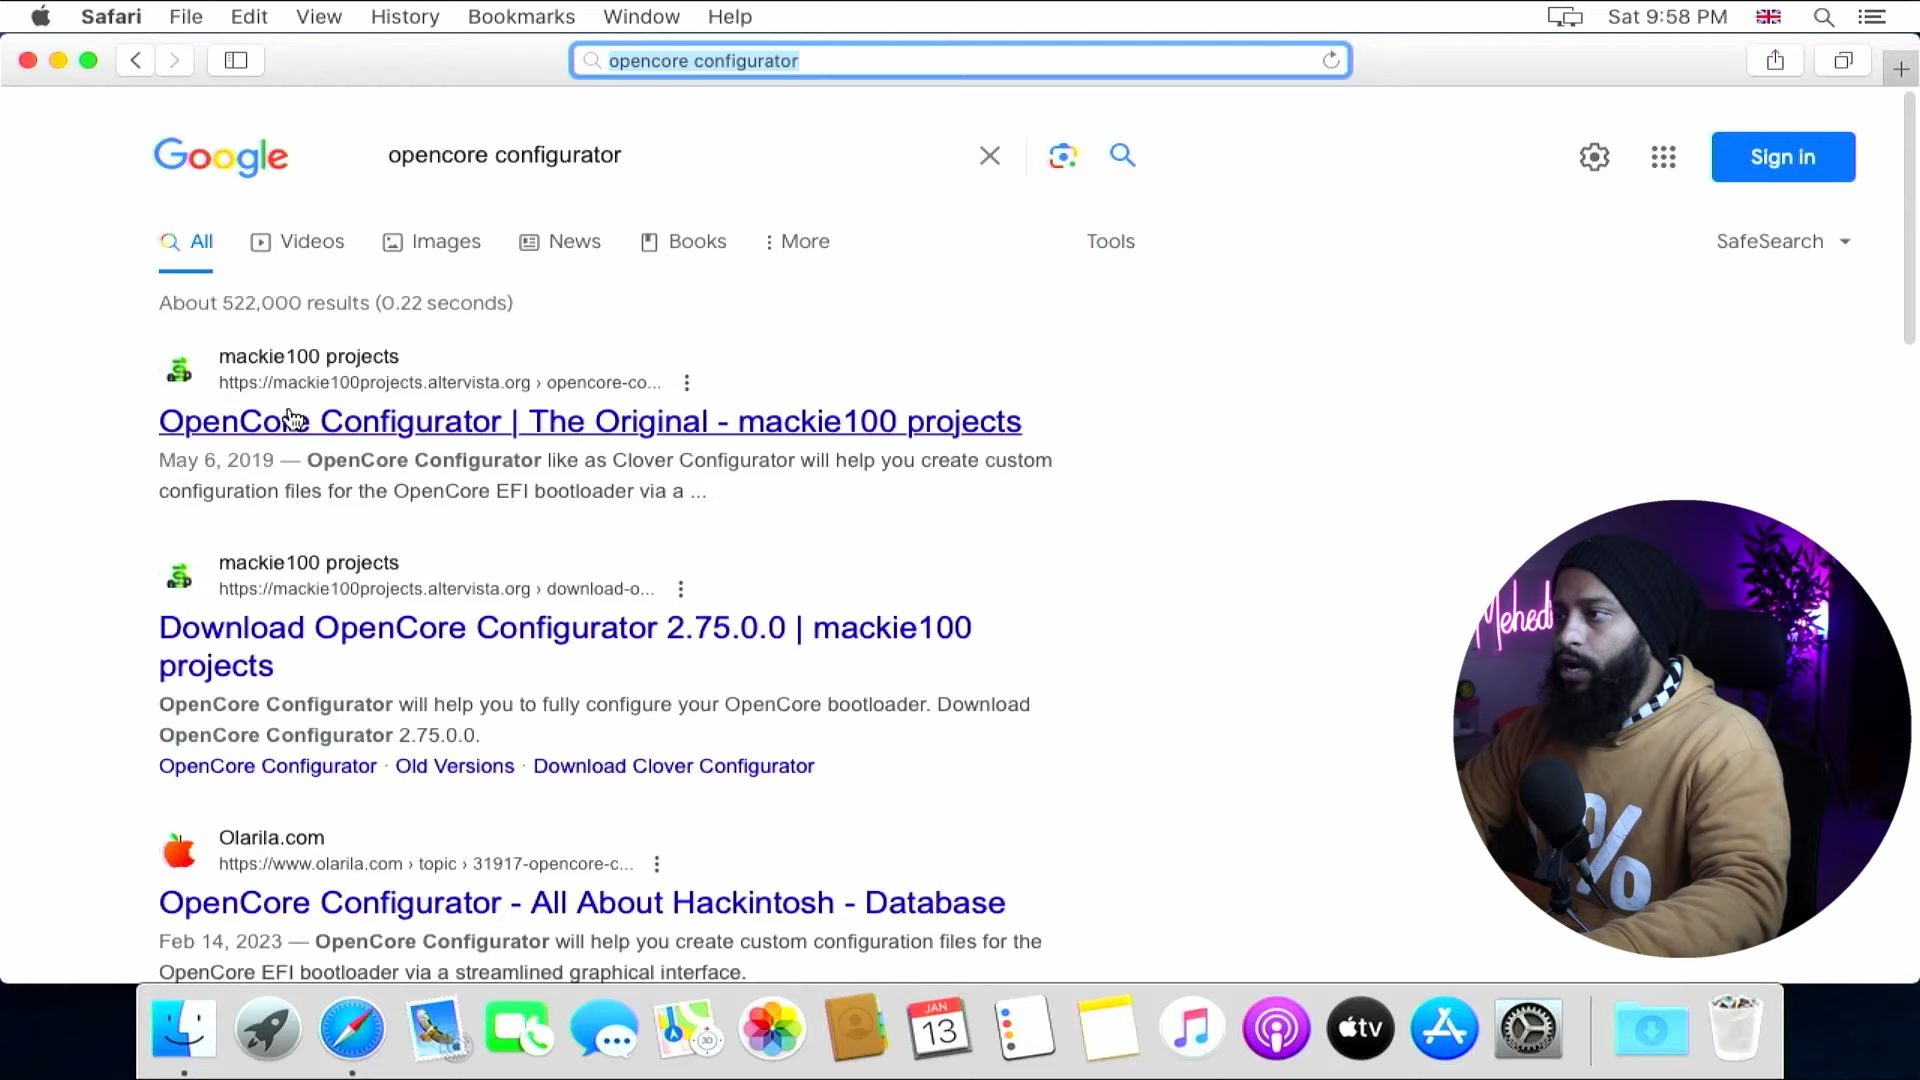 Safari File Edit View History Bookmarks Window Help Sat 9:58 PM
opencore configurator
Google opencore configurator Sign in
All Videos Images News Books More Tools SafeSearch
About 522,000 results (0.22 seconds)
mackie100 projects
https://mackie100projects.altervista.org › opencore-co...
OpenCore Configurator | The Original - mackie100 projects
May 6, 2019 — OpenCore Configurator like as Clover Configurator will help you create custom
configuration files for the OpenCore EFI bootloader via a ...
mackie100 projects
https://mackie100projects.altervista.org › download-o...
Download OpenCore Configurator 2.75.0.0 | mackie100
projects
OpenCore Configurator will help you to fully configure your OpenCore bootloader. Download
OpenCore Configurator 2.75.0.0.
OpenCore Configurator · Old Versions · Download Clover Configurator
Mehedi
%
Olarila.com
https://www.olarila.com › topic › 31917-opencore-c...
OpenCore Configurator - All About Hackintosh - Database
Feb 14, 2023 — OpenCore Configurator will help you create custom configuration files for the
OpenCore EFI bootloader via a streamlined graphical interface.
JAN
13
tv